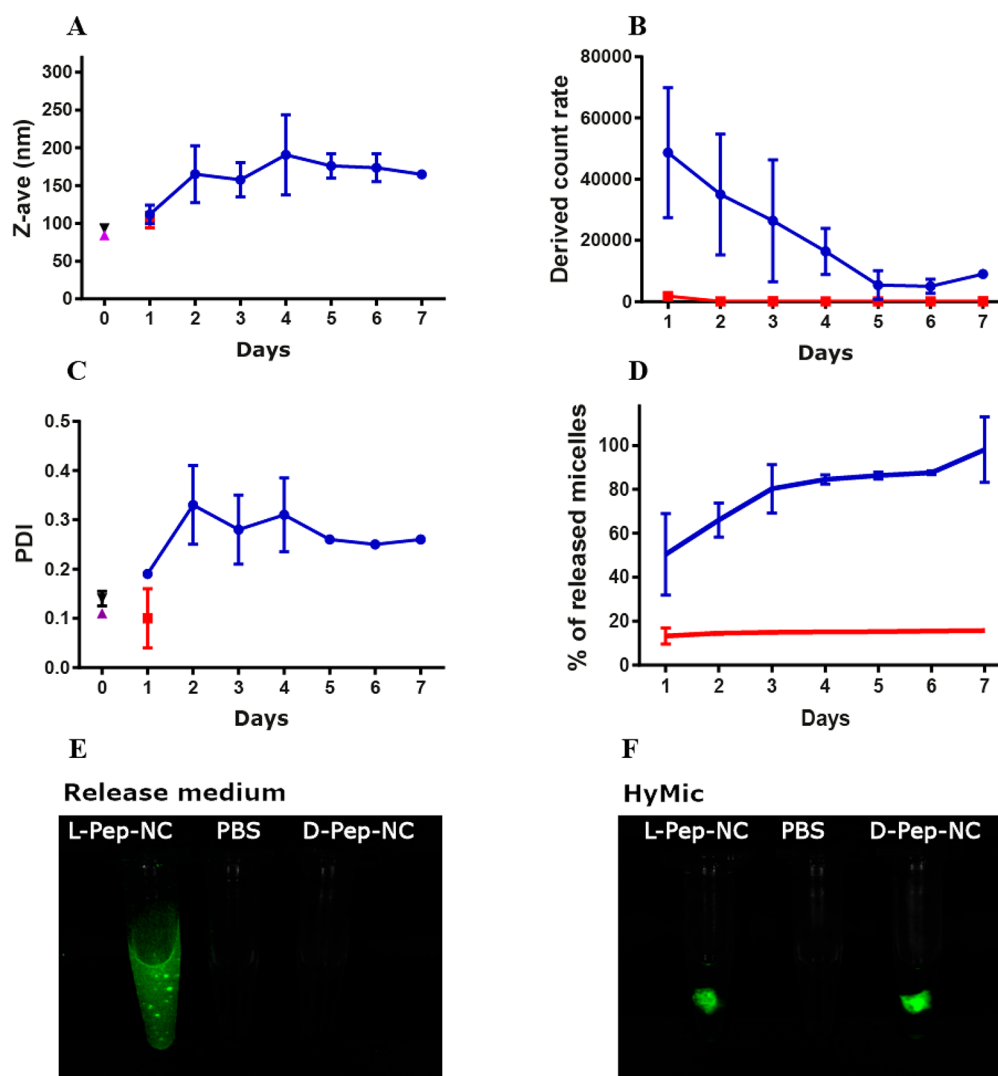 A
Z-ave (nm)
300
250
200
150
100
50
0
0 1 2 3 4 5 6 7
Days
B
Derived count rate
80000
60000
40000
20000
0
1 2 3 4 5 6 7
Days
C
PDI
0.5
0.4
0.3
0.2
0.1
0.0
0 1 2 3 4 5 6 7
Days
D
% of released micelles
100
80
60
40
20
0
1 2 3 4 5 6 7
Days
E
Release medium
L-Pep-NC PBS D-Pep-NC
F
HyMic
L-Pep-NC PBS D-Pep-NC